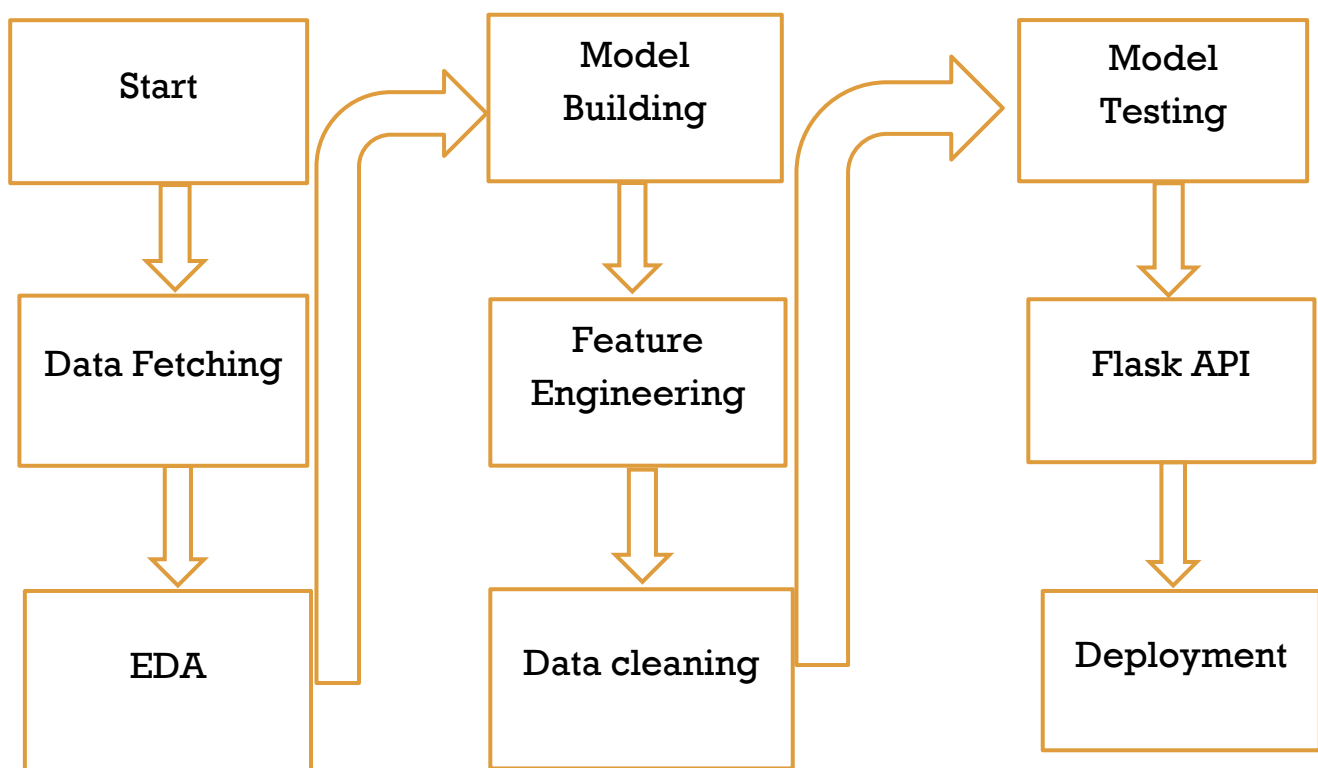 Start
Data Fetching
EDA
Model
Building
Feature
Engineering
Data cleaning
Model
Testing
Flask API
Deployment